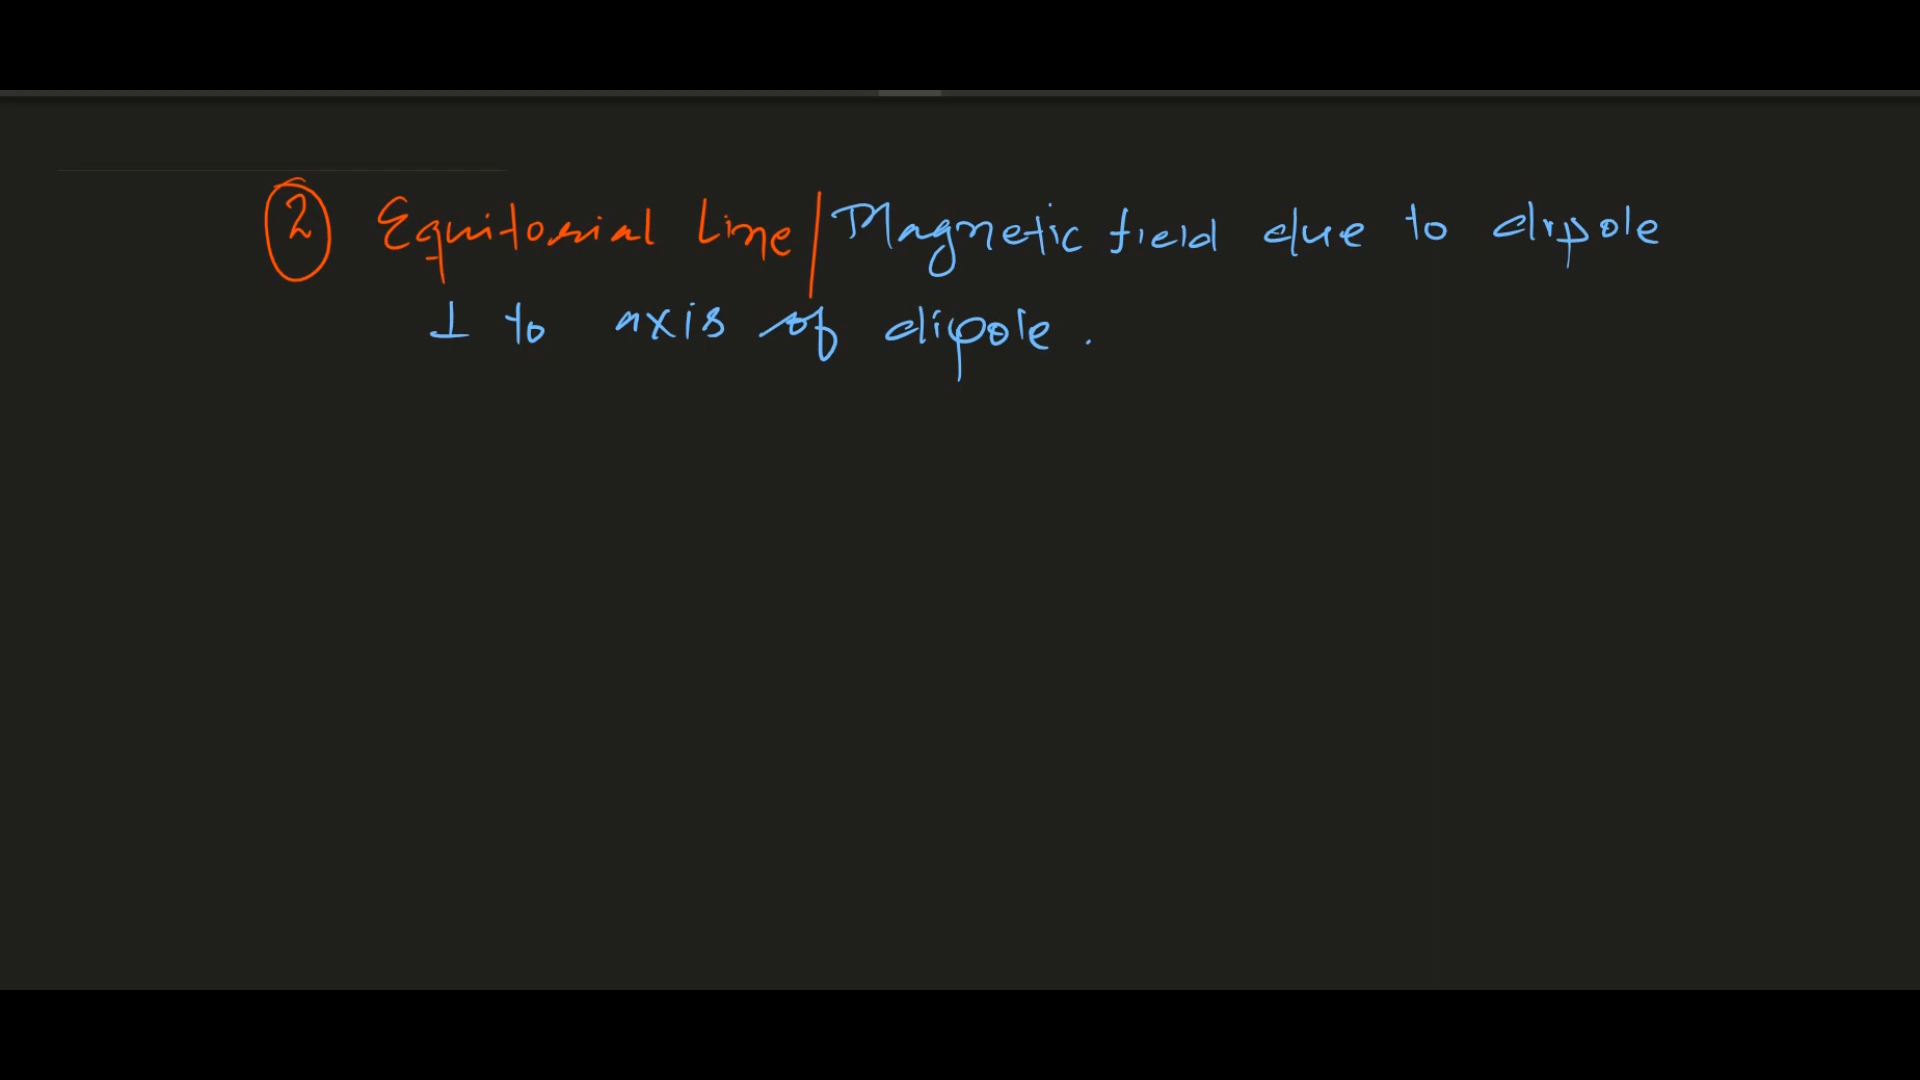 2 Equitorial Line/Magnetic field due to dipole
⊥ to axis of dipole.